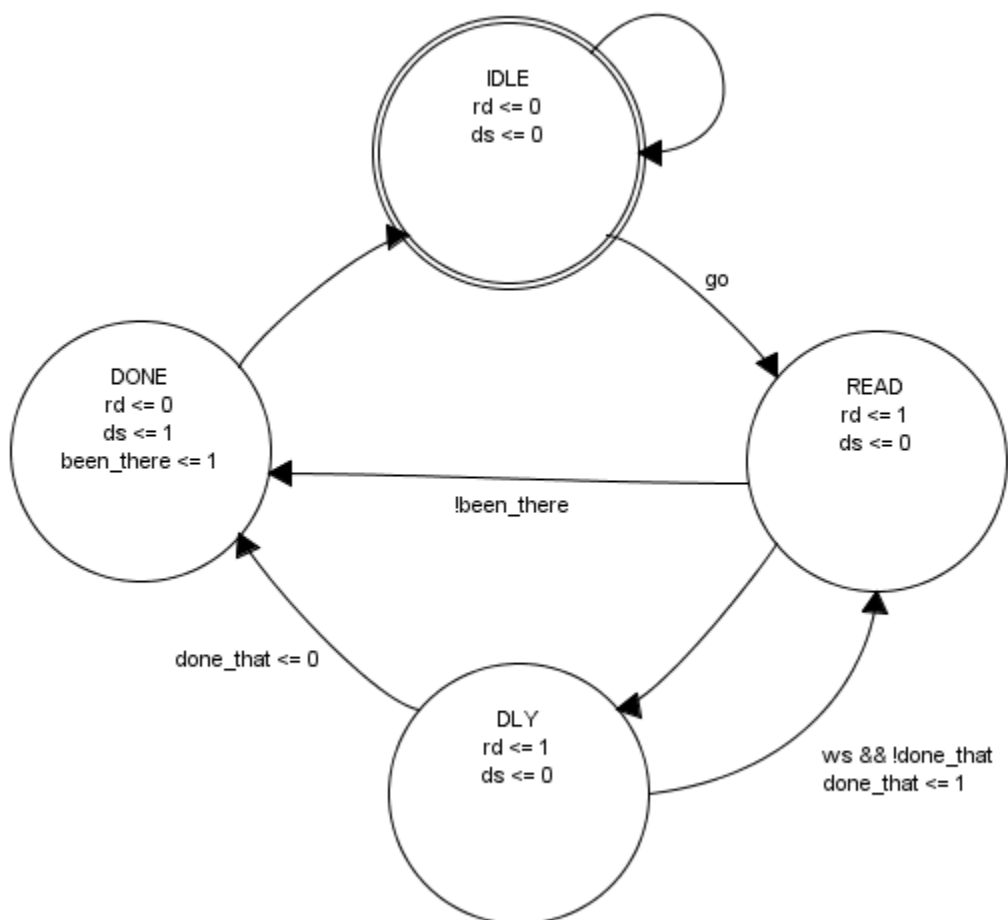 IDLE
rd <= 0
ds <= 0
go
DONE
rd <= 0
ds <= 1
been_there <= 1
READ
rd <= 1
ds <= 0
!been_there
done_that <= 0
DLY
rd <= 1
ds <= 0
ws && !done_that
done_that <= 1